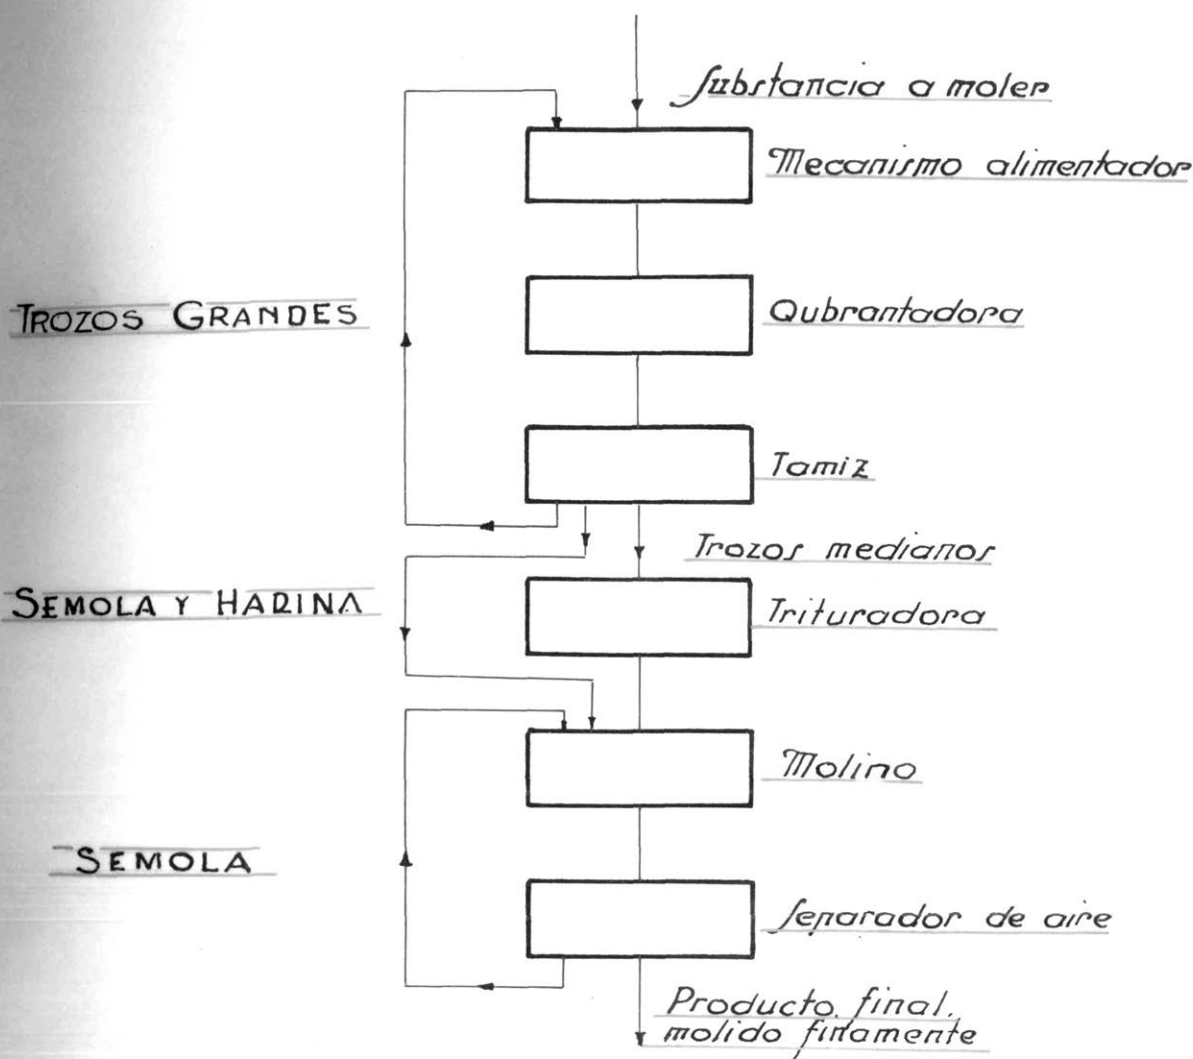 Substancia a moler
Mecanismo alimentador
TROZOS GRANDES
Qubrantadora
Tamiz
Trozos medianos
SEMOLA Y HARINA
Trituradora
Molino
SEMOLA
Separador de aire
Producto final,
molido finamente